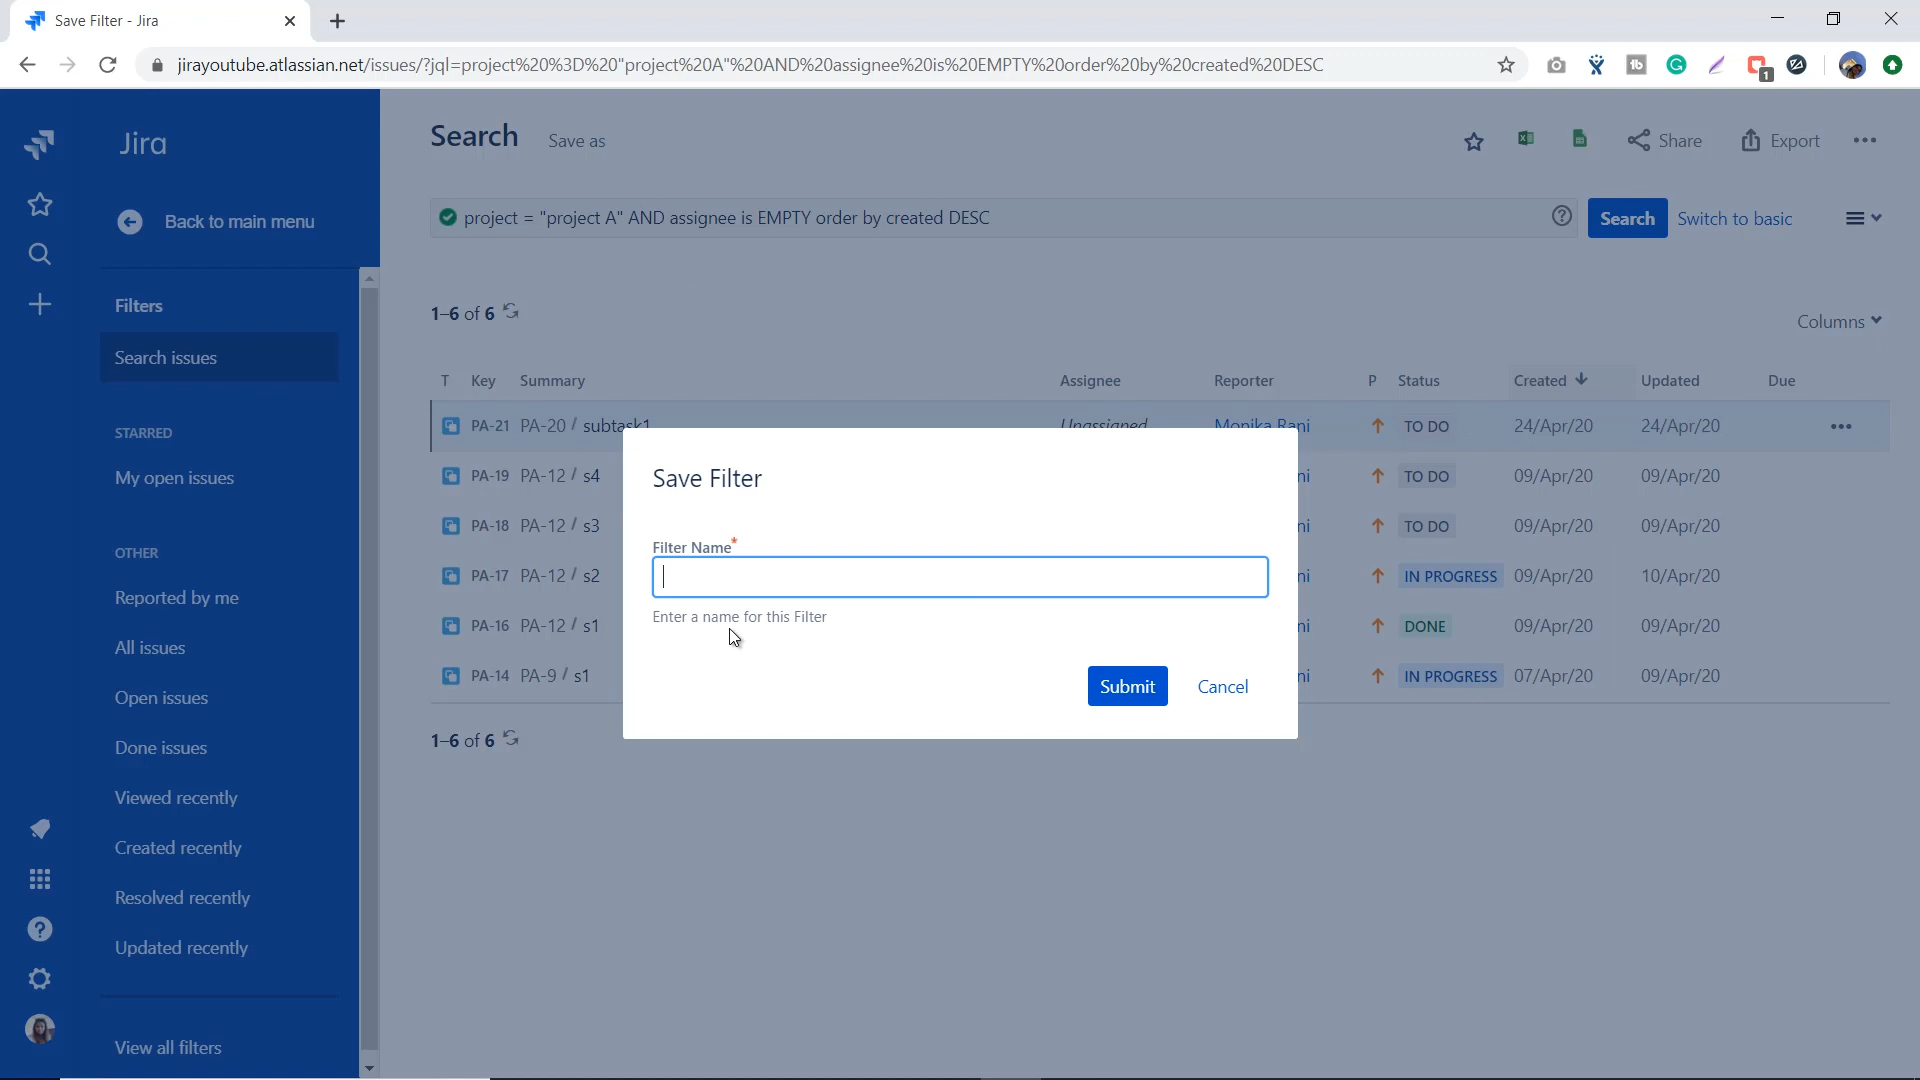 Save Filter - Jira
jirayoutube.atlassian.net/issues/?jql=project%20%3D%20"project%20A"%20AND%20assignee%20is%20EMPTY%20order%20by%20created%20DESC
1
Jira
Back to main menu
Filters
Search issues
STARRED
My open issues
OTHER
Reported by me
All issues
Open issues
Done issues
Viewed recently
Created recently
Resolved recently
Updated recently
View all filters
Search Save as
Share Export
project = "project A" AND assignee is EMPTY order by created DESC
Search Switch to basic
1–6 of 6
Columns
T Key Summary Assignee Reporter P Status Created Updated Due
PA-21 PA-20 / subtask1 Unassigned Monika Rani TO DO 24/Apr/20 24/Apr/20
PA-19 PA-12 / s4 ni TO DO 09/Apr/20 09/Apr/20
PA-18 PA-12 / s3 ni TO DO 09/Apr/20 09/Apr/20
PA-17 PA-12 / s2 ni IN PROGRESS 09/Apr/20 10/Apr/20
PA-16 PA-12 / s1 ni DONE 09/Apr/20 09/Apr/20
PA-14 PA-9 / s1 ni IN PROGRESS 07/Apr/20 09/Apr/20
1–6 of 6
Save Filter
Filter Name*
Enter a name for this Filter
Submit Cancel